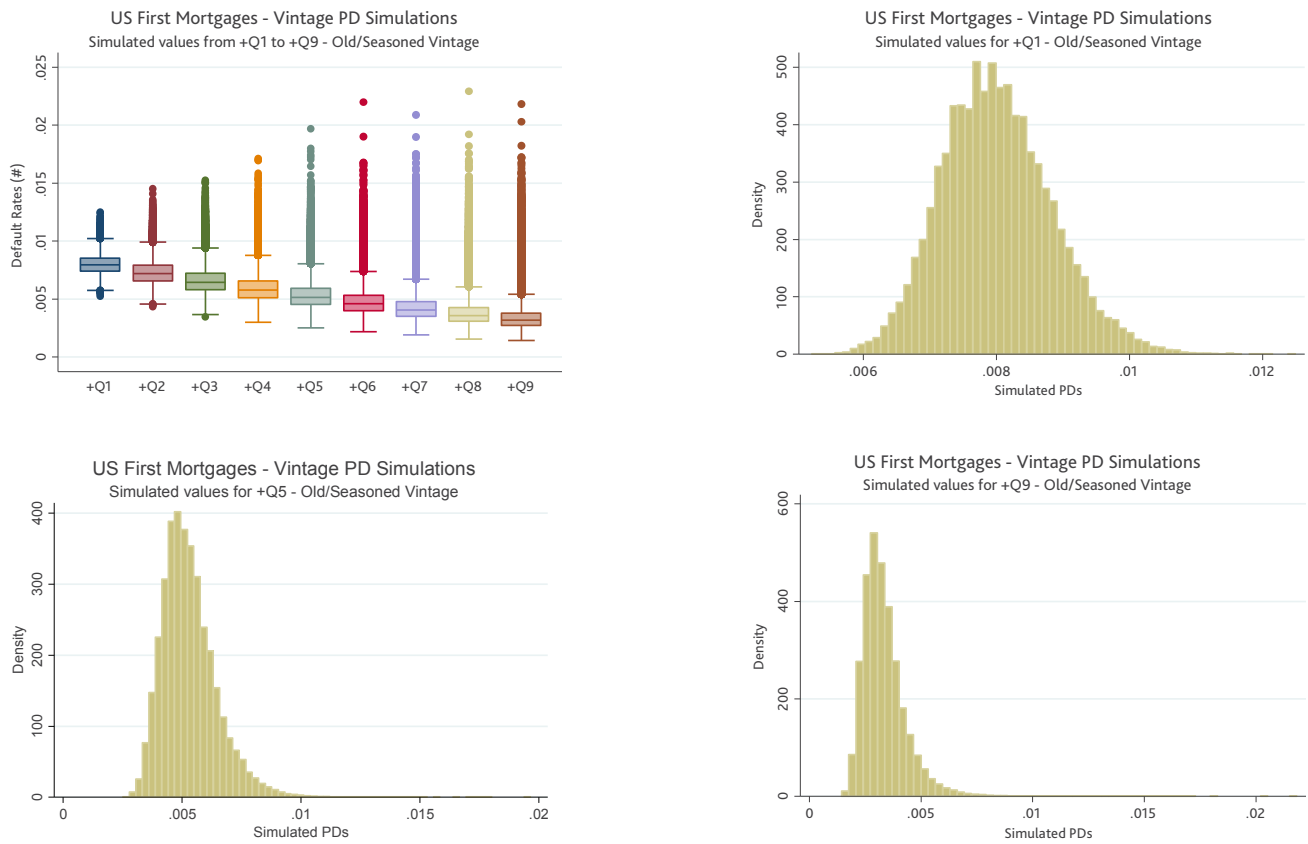 US First Mortgages - Vintage PD Simulations
Simulated values from +Q1 to +Q9 - Old/Seasoned Vintage
Default Rates (#)
.025
.02
.015
.01
.005
0
+Q1 +Q2 +Q3 +Q4 +Q5 +Q6 +Q7 +Q8 +Q9
US First Mortgages - Vintage PD Simulations
Simulated values for +Q1 - Old/Seasoned Vintage
Density
500
400
300
200
100
0
.006 .008 .01 .012
Simulated PDs
US First Mortgages - Vintage PD Simulations
Simulated values for +Q5 - Old/Seasoned Vintage
Density
400
300
200
100
0
0 .005 .01 .015 .02
Simulated PDs
US First Mortgages - Vintage PD Simulations
Simulated values for +Q9 - Old/Seasoned Vintage
Density
600
400
200
0
0 .005 .01 .015 .02
Simulated PDs